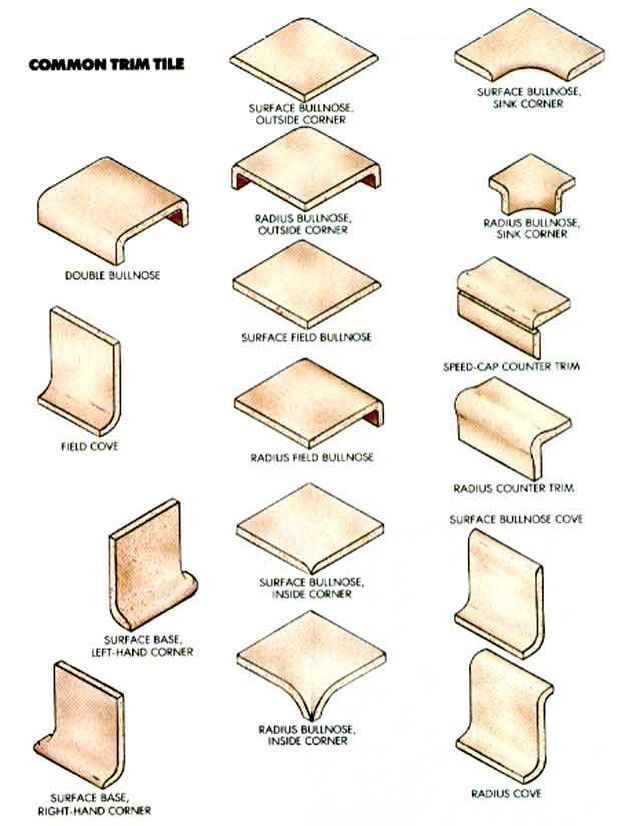 COMMON TRIM TILE
SURFACE BULLNOSE,
OUTSIDE CORNER
SURFACE BULLNOSE,
SINK CORNER
DOUBLE BULLNOSE
RADIUS BULLNOSE,
OUTSIDE CORNER
RADIUS BULLNOSE,
SINK CORNER
SURFACE FIELD BULLNOSE
SPEED-CAP COUNTER TRIM
FIELD COVE
RADIUS FIELD BULLNOSE
RADIUS COUNTER TRIM
SURFACE BULLNOSE COVE
SURFACE BULLNOSE,
INSIDE CORNER
SURFACE BASE,
LEFT-HAND CORNER
RADIUS BULLNOSE,
INSIDE CORNER
SURFACE BASE,
RIGHT-HAND CORNER
RADIUS COVE